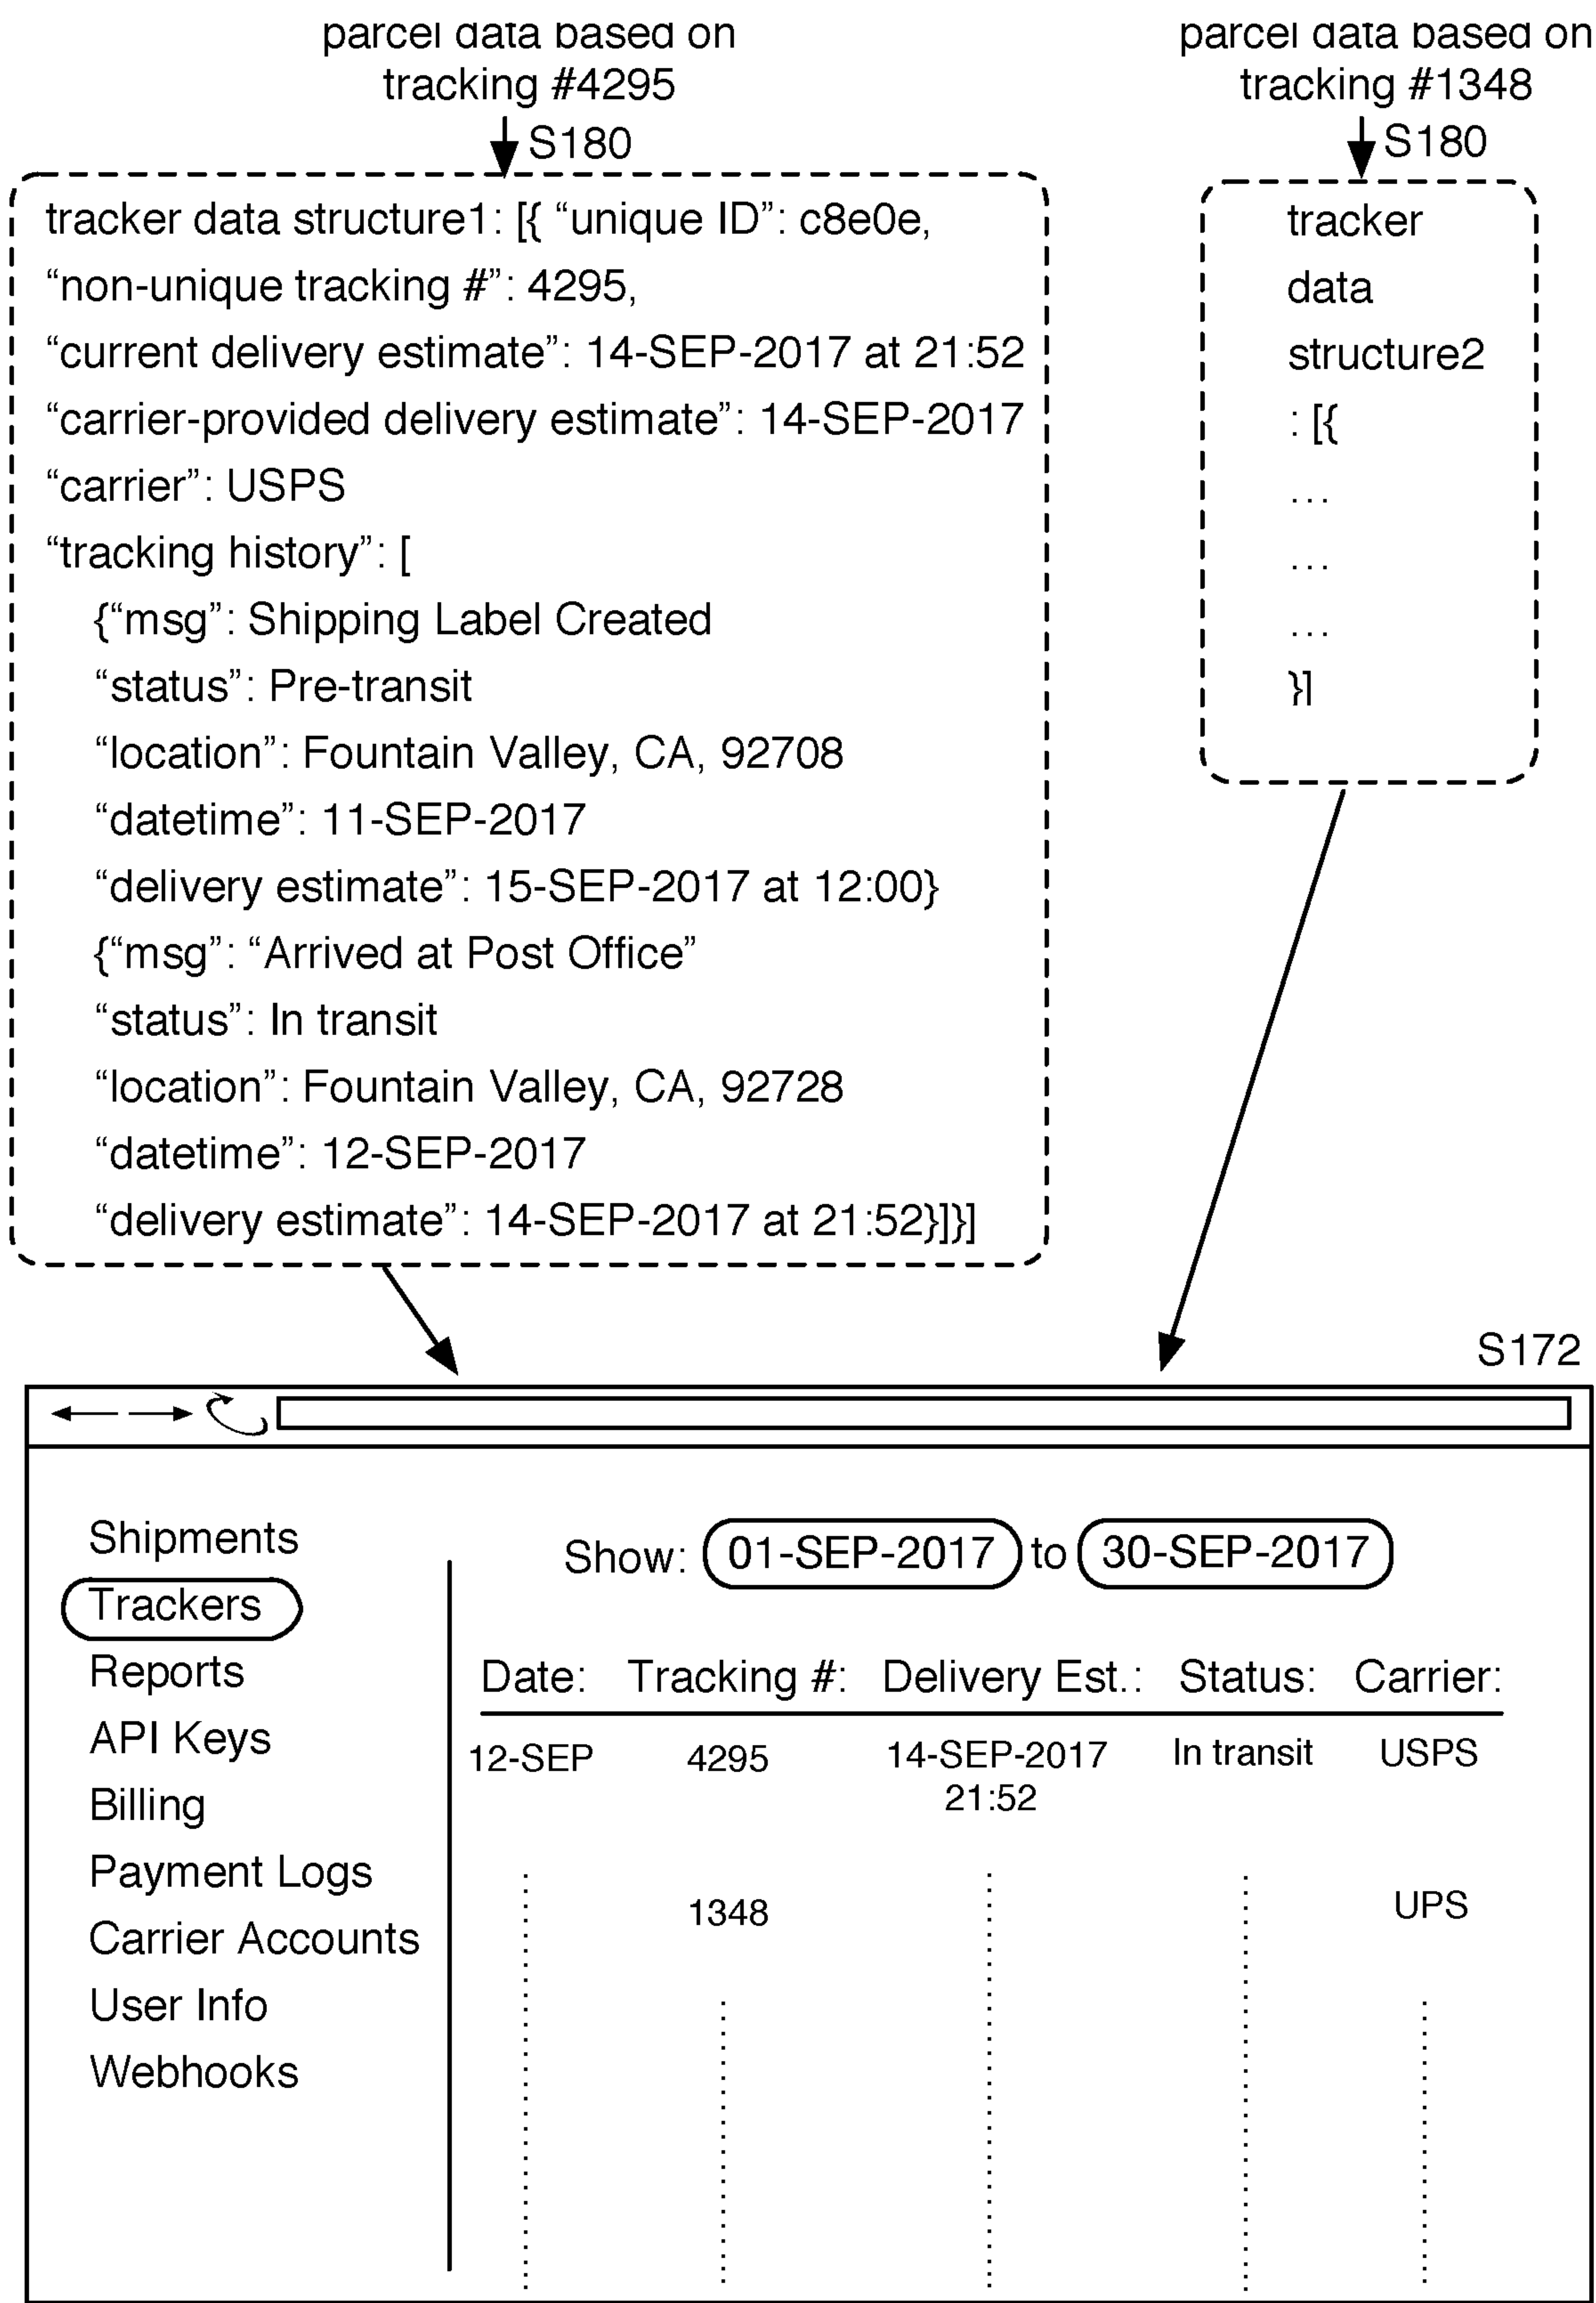 parcel data based on
tracking #4295
S180
tracker data structure1: [{ “unique ID”: c8e0e,
“non-unique tracking #”: 4295,
“current delivery estimate”: 14-SEP-2017 at 21:52
“carrier-provided delivery estimate”: 14-SEP-2017
“carrier”: USPS
“tracking history”: [
{“msg”: Shipping Label Created
“status”: Pre-transit
“location”: Fountain Valley, CA, 92708
“datetime”: 11-SEP-2017
“delivery estimate”: 15-SEP-2017 at 12:00}
{“msg”: “Arrived at Post Office”
“status”: In transit
“location”: Fountain Valley, CA, 92728
“datetime”: 12-SEP-2017
“delivery estimate”: 14-SEP-2017 at 21:52}]}]
parcel data based on
tracking #1348
S180
tracker
data
structure2
: [{
...
...
...
}]
S172
Shipments
Trackers
Reports
API Keys
Billing
Payment Logs
Carrier Accounts
User Info
Webhooks
Show: 01-SEP-2017 to 30-SEP-2017
Date: Tracking #: Delivery Est.: Status: Carrier:
12-SEP 4295 14-SEP-2017 In transit USPS
21:52
1348 UPS